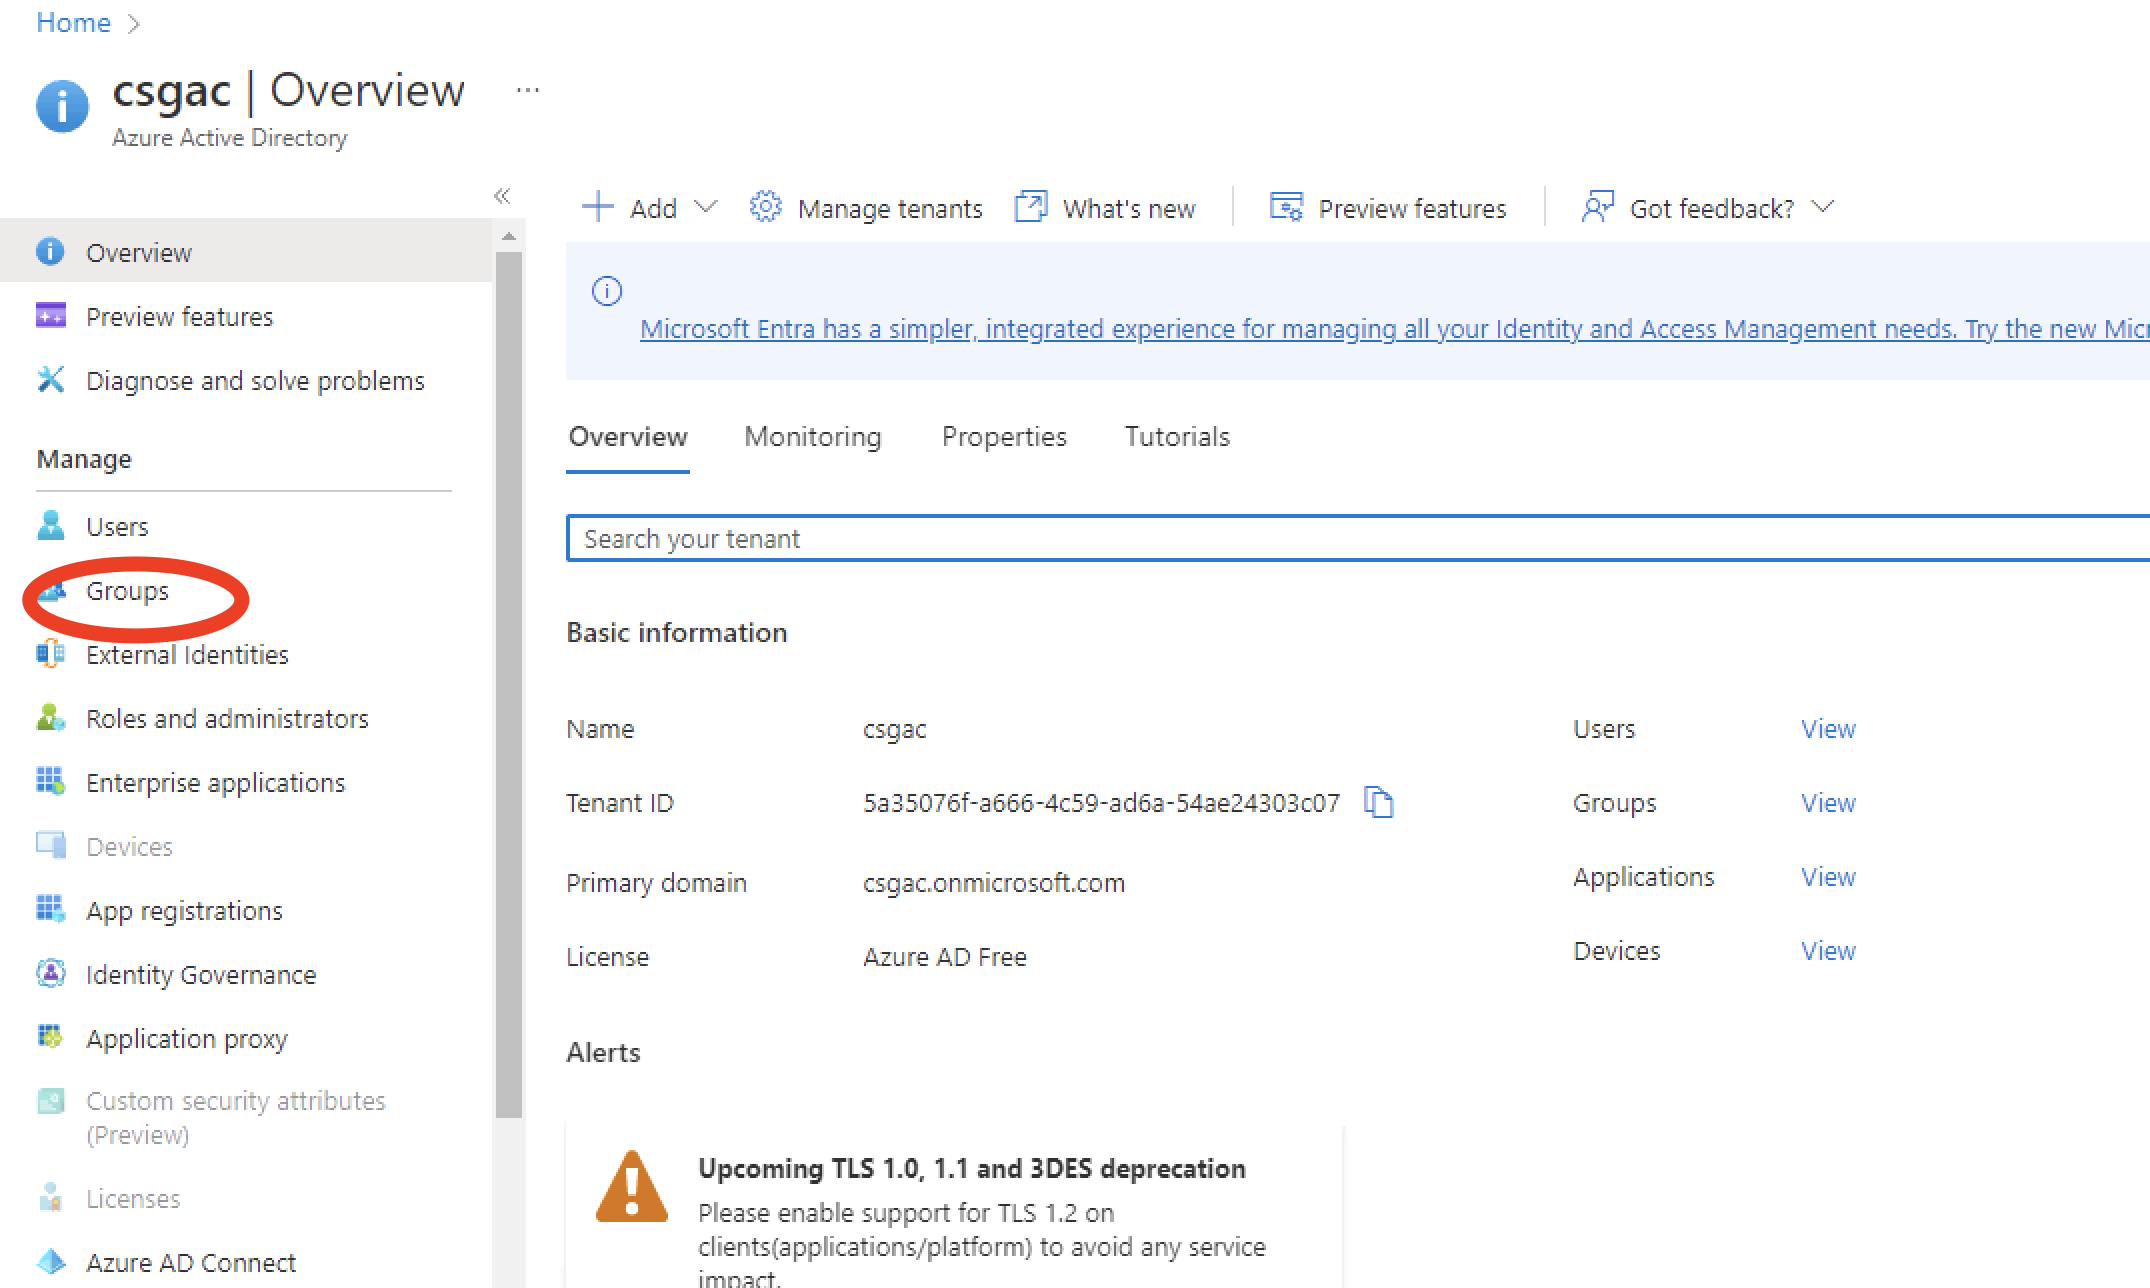 Home
csgac | Overview ...
Azure Active Directory
Overview
Preview features
Diagnose and solve problems
Manage
Users
Groups
External Identities
Roles and administrators
Enterprise applications
Devices
App registrations
Identity Governance
Application proxy
Custom security attributes
(Preview)
Licenses
Azure AD Connect
Add Manage tenants What's new Preview features Got feedback?
Microsoft Entra has a simpler, integrated experience for managing all your Identity and Access Management needs. Try the new
Overview Monitoring Properties Tutorials
Search your tenant
Basic information
Name csgac Users View
Tenant ID 5a35076f-a666-4c59-ad6a-54ae24303c07 Groups View
Primary domain csgac.onmicrosoft.com Applications View
License Azure AD Free Devices View
Alerts
Upcoming TLS 1.0, 1.1 and 3DES deprecation
Please enable support for TLS 1.2 on
clients(applications/platform) to avoid any service
impact.